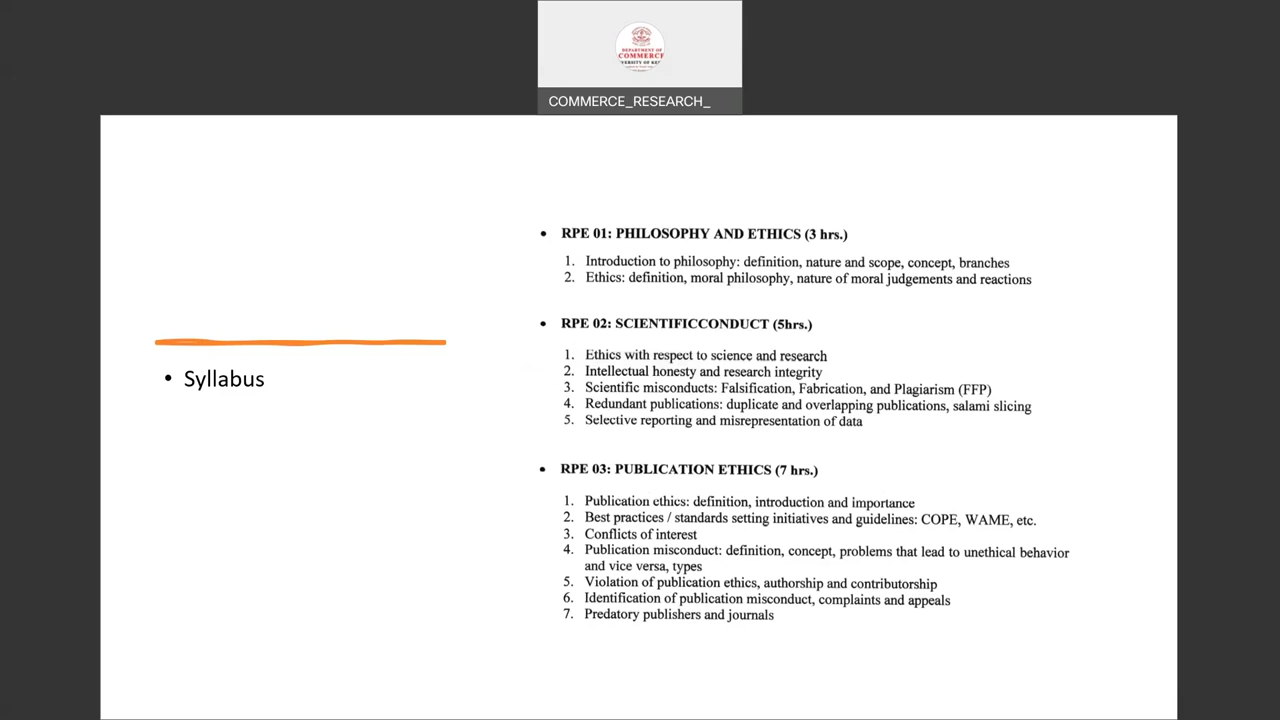 DEPARTMENT OF
COMMERCE
COMMERCE_RESEARCH_
• Syllabus
• RPE 01: PHILOSOPHY AND ETHICS (3 hrs.)
1. Introduction to philosophy: definition, nature and scope, concept, branches
2. Ethics: definition, moral philosophy, nature of moral judgements and reactions
• RPE 02: SCIENTIFICCONDUCT (5hrs.)
1. Ethics with respect to science and research
2. Intellectual honesty and research integrity
3. Scientific misconducts: Falsification, Fabrication, and Plagiarism (FFP)
4. Redundant publications: duplicate and overlapping publications, salami slicing
5. Selective reporting and misrepresentation of data
• RPE 03: PUBLICATION ETHICS (7 hrs.)
1. Publication ethics: definition, introduction and importance
2. Best practices / standards setting initiatives and guidelines: COPE, WAME, etc.
3. Conflicts of interest
4. Publication misconduct: definition, concept, problems that lead to unethical behavior
and vice versa, types
5. Violation of publication ethics, authorship and contributorship
6. Identification of publication misconduct, complaints and appeals
7. Predatory publishers and journals